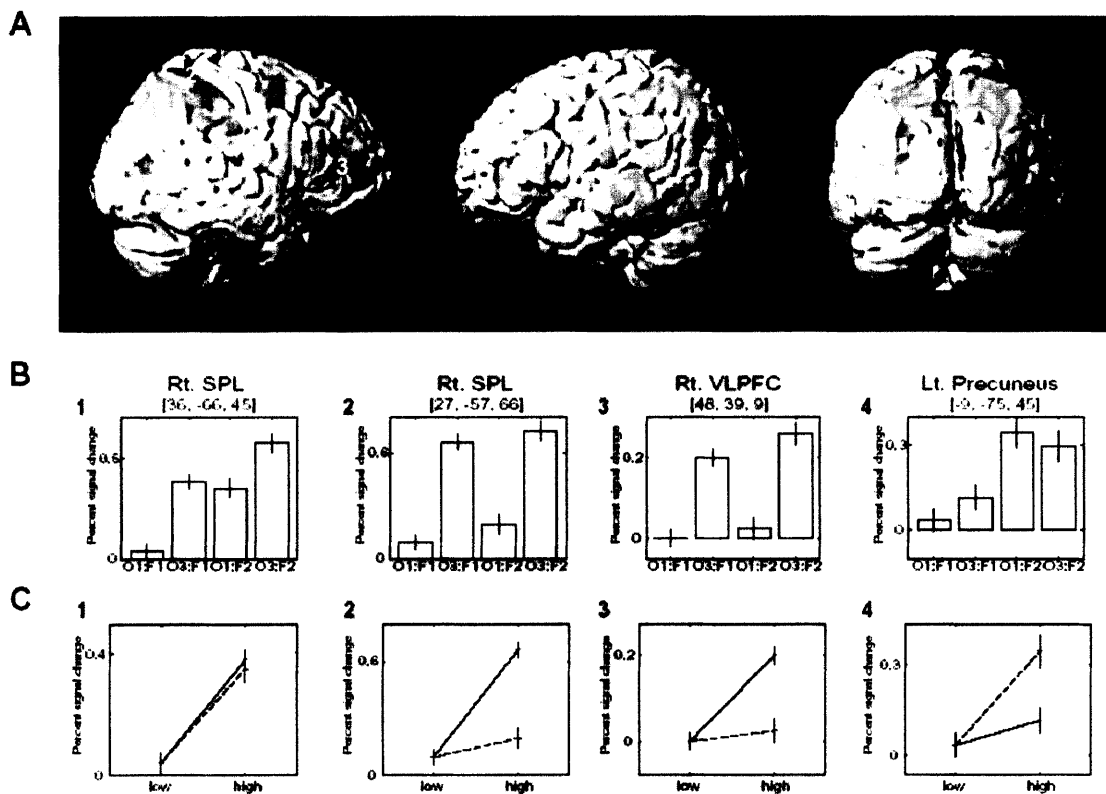 A
3
B
1
Rt. SPL
[36, -66, 45]
Percent signal change
0.6
0
O1:F1 O3:F1 O1:F2 O3:F2
2
Rt. SPL
[27, -57, 66]
Percent signal change
0.6
0
O1:F1 O3:F1 O1:F2 O3:F2
3
Rt. VLPFC
[48, 39, 9]
Percent signal change
0.2
0
O1:F1 O3:F1 O1:F2 O3:F2
4
Lt. Precuneus
[-9, -75, 45]
Percent signal change
0.3
0
O1:F1 O3:F1 O1:F2 O3:F2
C
1
Percent signal change
0.4
0
low high
2
Percent signal change
0.6
0
low high
3
Percent signal change
0.2
0
low high
4
Percent signal change
0.3
0
low high